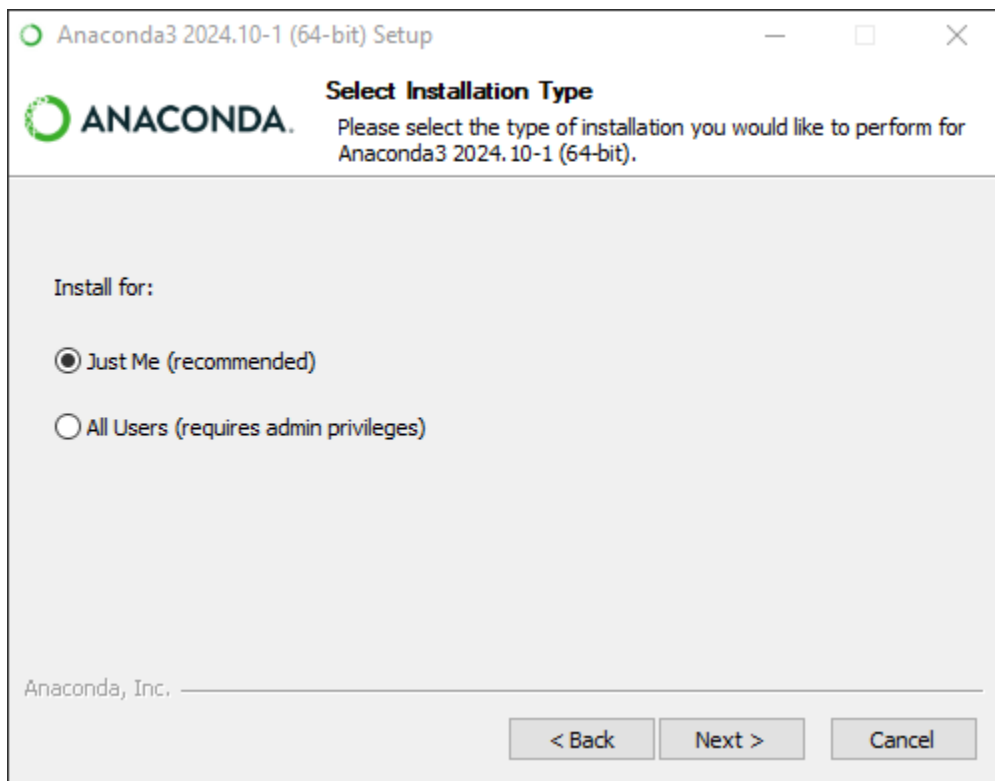 Anaconda3 2024.10-1 (64-bit) Setup
ANACONDA.
Select Installation Type
Please select the type of installation you would like to perform for
Anaconda3 2024.10-1 (64-bit).
Install for:
Just Me (recommended)
All Users (requires admin privileges)
Anaconda, Inc.
< Back
Next >
Cancel